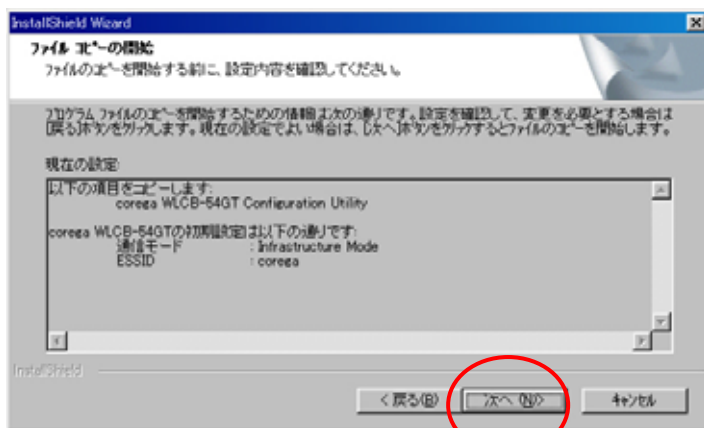 InstallShield Wizard
ファイル コピーの開始
ファイルのコピーを開始する前に、設定内容を確認してください。
プログラム ファイルのコピーを開始するための情報は次の通りです。設定を確認して、変更を必要とする場合は
[戻る]ボタンをクリックします。現在の設定でよい場合は、[次へ]ボタンをクリックするとファイルのコピーを開始します。
現在の設定:
以下の項目をコピーします:
corega WLCB-54GT Configuration Utility
corega WLCB-54GTの初期設定は以下の通りです:
通信モード : Infrastructure Mode
ESSID : corega
InstallShield
< 戻る(B)
次へ (N)>
キャンセル